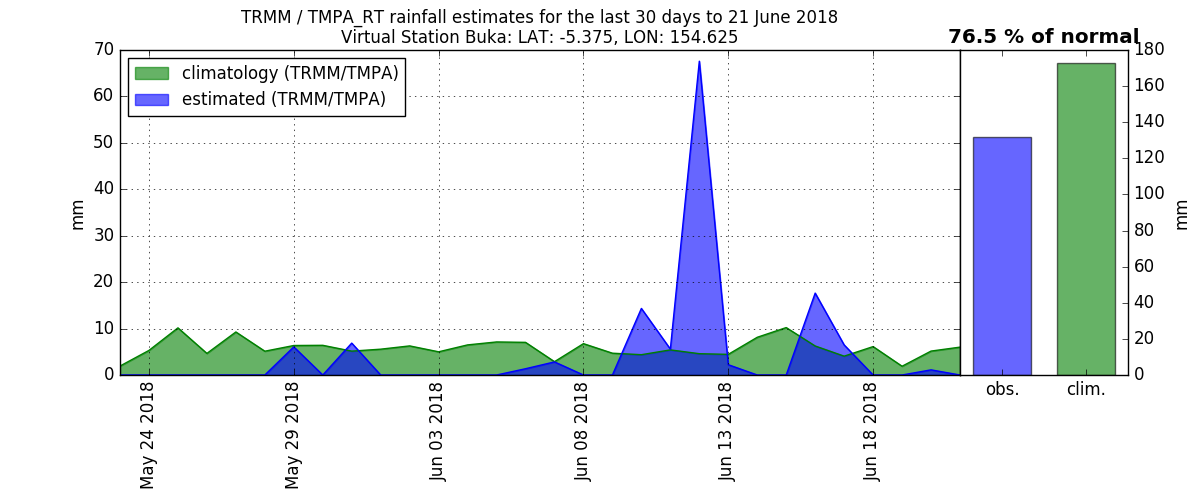 TRMM / TMPA_RT rainfall estimates for the last 30 days to 21 June 2018
Virtual Station Buka: LAT: -5.375, LON: 154.625
76.5 % of normal
climatology (TRMM/TMPA)
estimated (TRMM/TMPA)
mm
70
60
50
40
30
20
10
0
May 24 2018
May 29 2018
Jun 03 2018
Jun 08 2018
Jun 13 2018
Jun 18 2018
obs.
clim.
180
160
140
120
100
80
60
40
20
0
mm